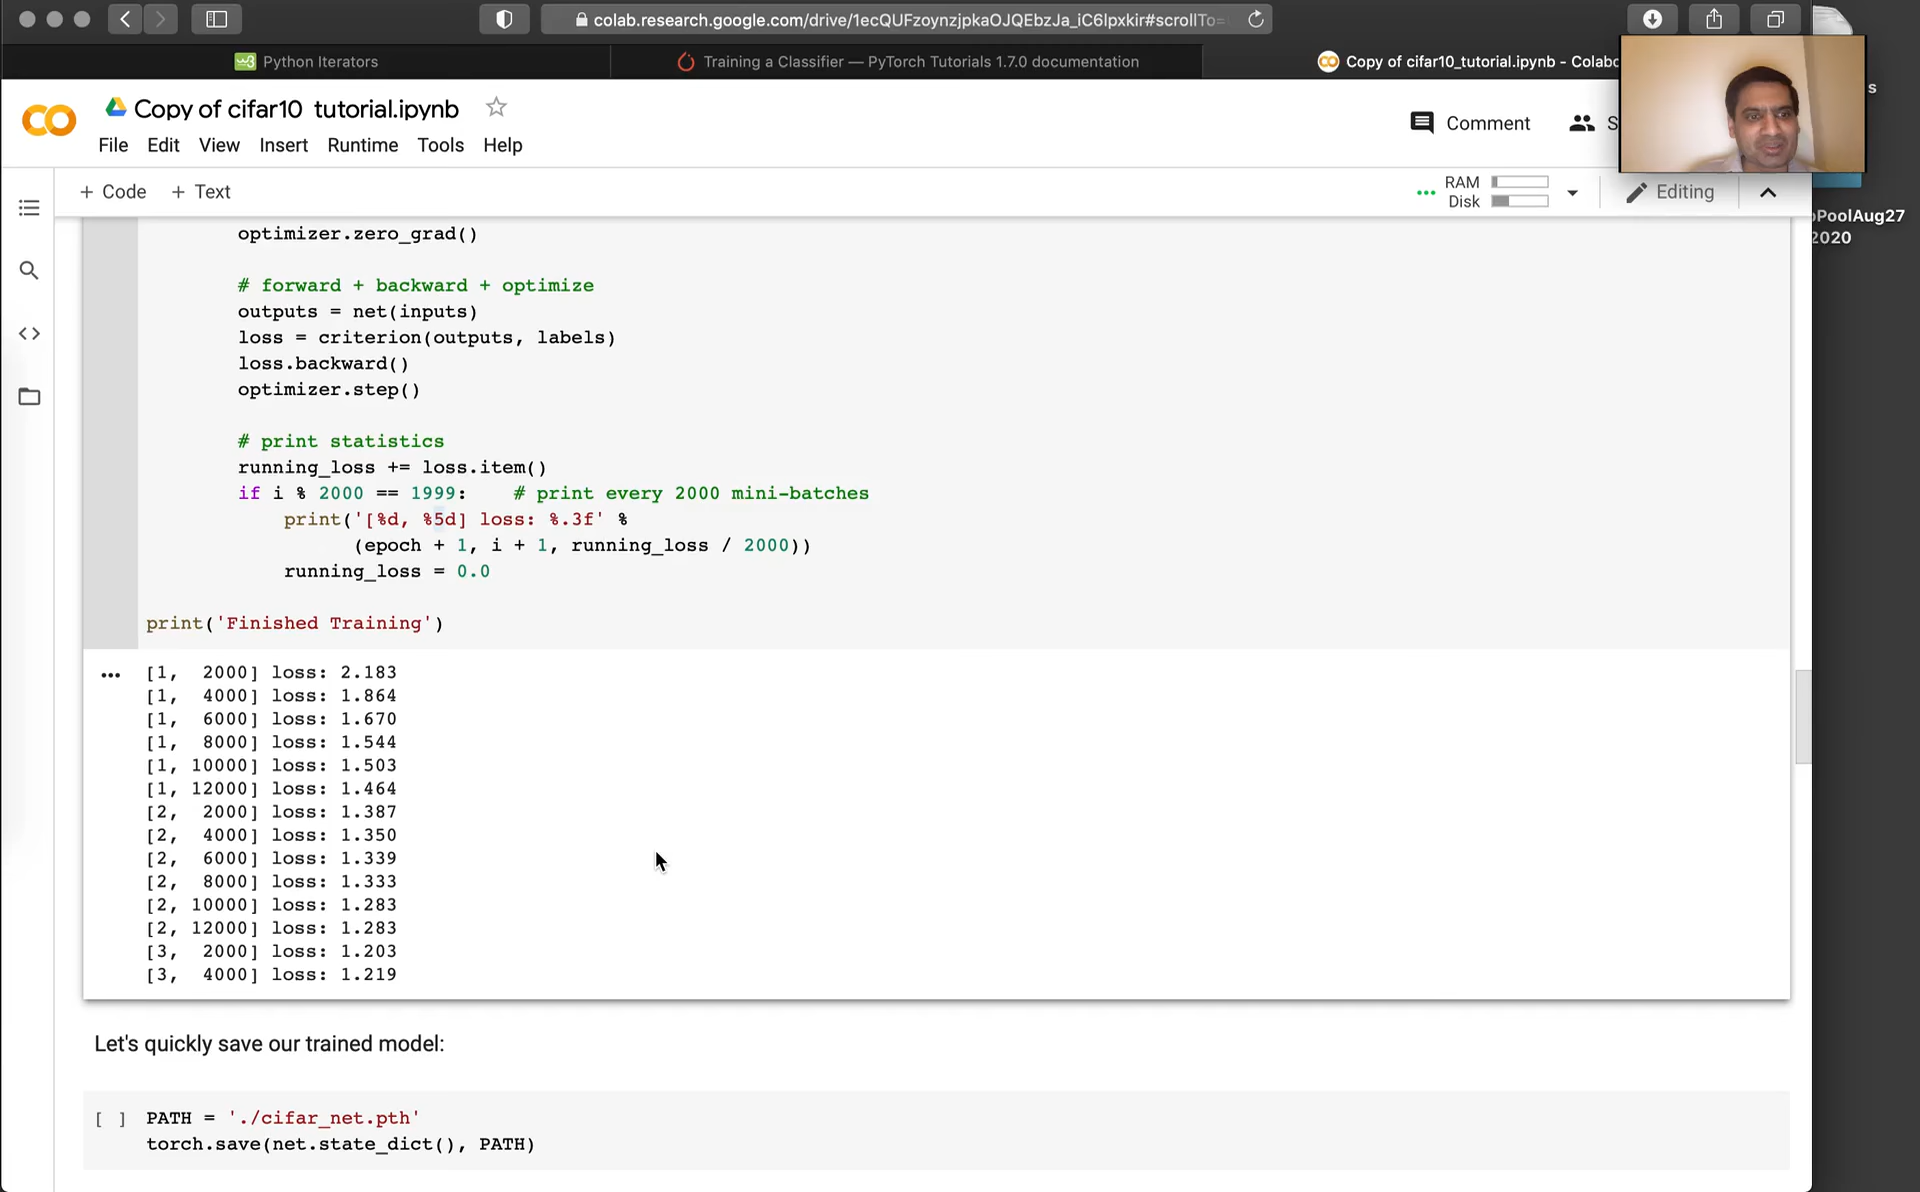 colab.research.google.com/drive/1ecQUFzoynzjpkaOJQEbzJa_iC6lpxkir#scrollTo=
Python Iterators
Training a Classifier — PyTorch Tutorials 1.7.0 documentation
Copy of cifar10_tutorial.ipynb - Colabo
Copy of cifar10 tutorial.ipynb
Comment
S
s
File Edit View Insert Runtime Tools Help
+ Code + Text
RAM
Disk
Editing
oPoolAug27
2020
optimizer.zero_grad()
# forward + backward + optimize
outputs = net(inputs)
loss = criterion(outputs, labels)
loss.backward()
optimizer.step()
# print statistics
running_loss += loss.item()
if i % 2000 == 1999:    # print every 2000 mini-batches
print('[%d, %5d] loss: %.3f' %
(epoch + 1, i + 1, running_loss / 2000))
running_loss = 0.0
print('Finished Training')
[1,  2000] loss: 2.183
[1,  4000] loss: 1.864
[1,  6000] loss: 1.670
[1,  8000] loss: 1.544
[1, 10000] loss: 1.503
[1, 12000] loss: 1.464
[2,  2000] loss: 1.387
[2,  4000] loss: 1.350
[2,  6000] loss: 1.339
[2,  8000] loss: 1.333
[2, 10000] loss: 1.283
[2, 12000] loss: 1.283
[3,  2000] loss: 1.203
[3,  4000] loss: 1.219
Let's quickly save our trained model:
[ ] PATH = './cifar_net.pth'
torch.save(net.state_dict(), PATH)